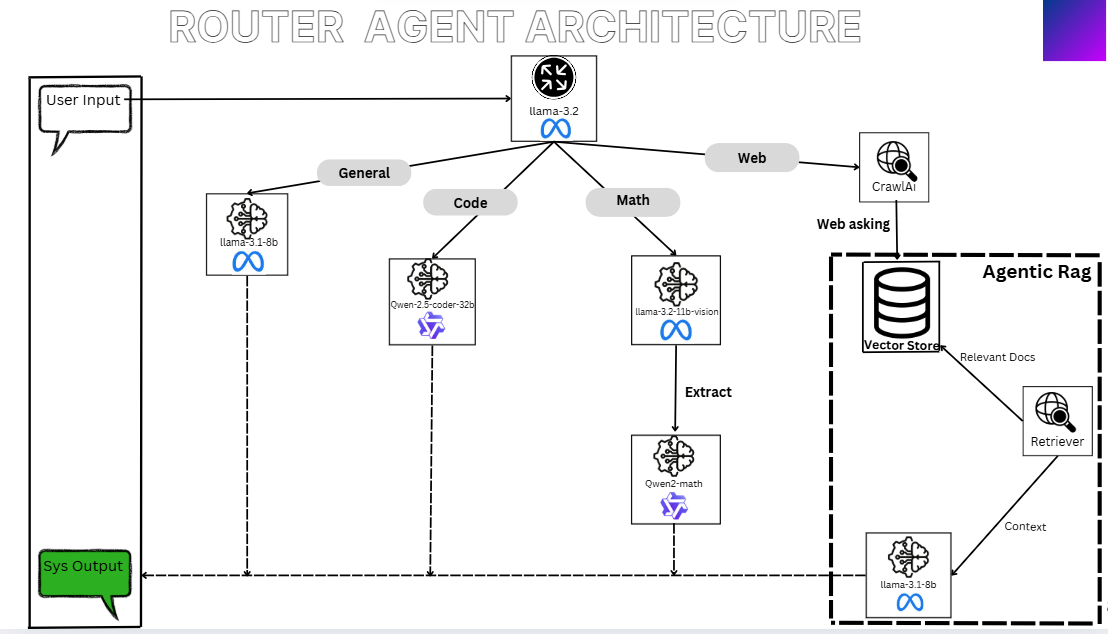 ROUTER AGENT ARCHITECTURE
User Input
llama-3.2
Web
General
Code
Math
CrawlAi
Web asking
llama-3.1-8b
Agentic Rag
Qwen-2.5-coder-32b
llama-3.2-11b-vision
Vector Store
Relevant Docs
Extract
Retriever
Qwen2-math
Context
Sys Output
llama-3.1-8b